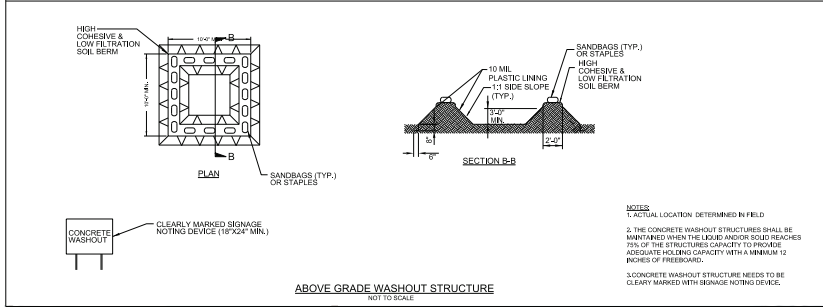 HIGH
COHESIVE &
LOW FILTRATION
SOIL BERM
10'-0" MIN.
B
10'-0" MIN.
B
PLAN
SANDBAGS (TYP.)
OR STAPLES
10 MIL
PLASTIC LINING
1:1 SIDE SLOPE
(TYP.)
SANDBAGS (TYP.)
OR STAPLES
HIGH
COHESIVE &
LOW FILTRATION
SOIL BERM
3'-0"
MIN.
8"
6"
2'-0"
SECTION B-B
CONCRETE
WASHOUT
CLEARLY MARKED SIGNAGE
NOTING DEVICE (18"X24" MIN.)
ABOVE GRADE WASHOUT STRUCTURE
NOT TO SCALE
NOTES:
1. ACTUAL LOCATION DETERMINED IN FIELD
2. THE CONCRETE WASHOUT STRUCTURES SHALL BE
MAINTAINED WHEN THE LIQUID AND/OR SOLID REACHES
75% OF THE STRUCTURES CAPACITY TO PROVIDE
ADEQUATE HOLDING CAPACITY WITH A MINIMUM 12
INCHES OF FREEBOARD.
3.CONCRETE WASHOUT STRUCTURE NEEDS TO BE
CLEARY MARKED WITH SIGNAGE NOTING DEVICE.